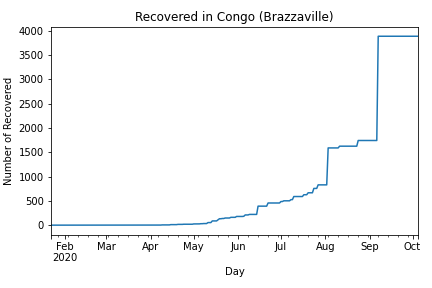 Recovered in Congo (Brazzaville)
Number of Recovered
4000
3500
3000
2500
2000
1500
1000
500
0
Feb Mar Apr May Jun Jul Aug Sep Oct
2020
Day